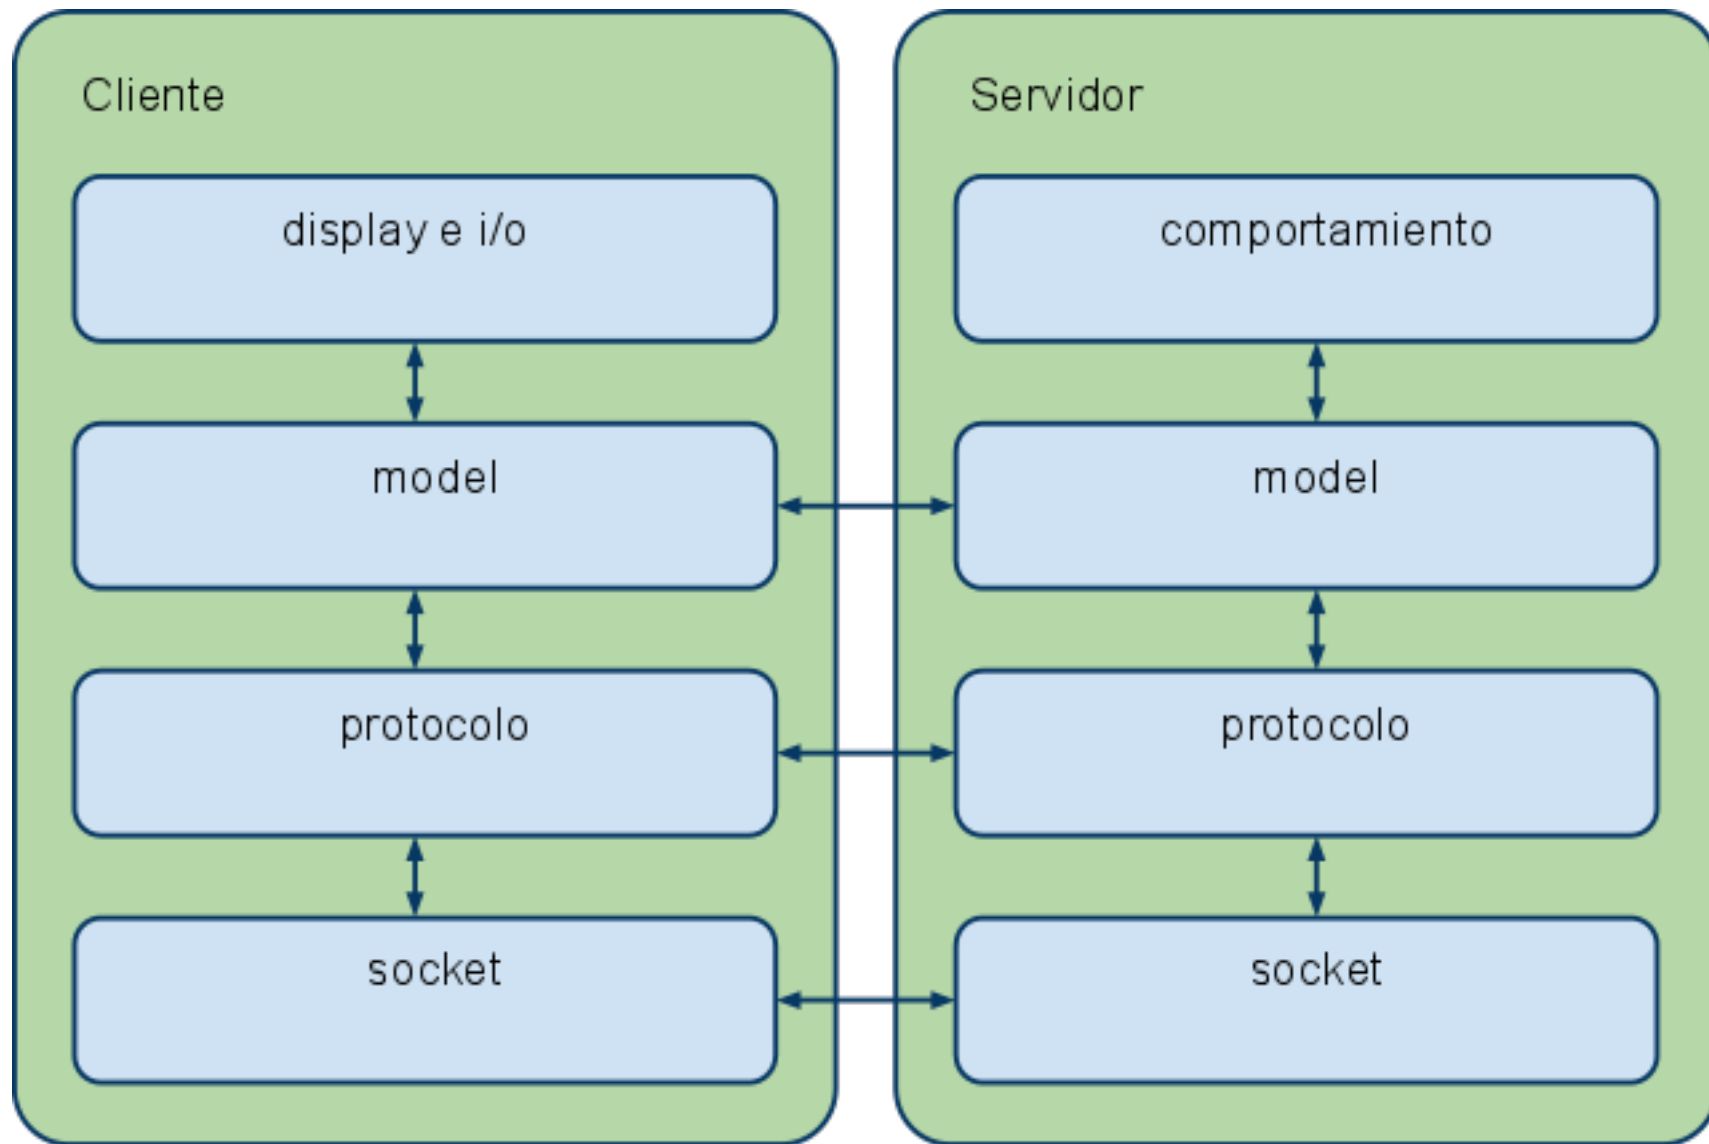 Cliente
display e i/o
model
protocolo
socket
Servidor
comportamiento
model
protocolo
socket